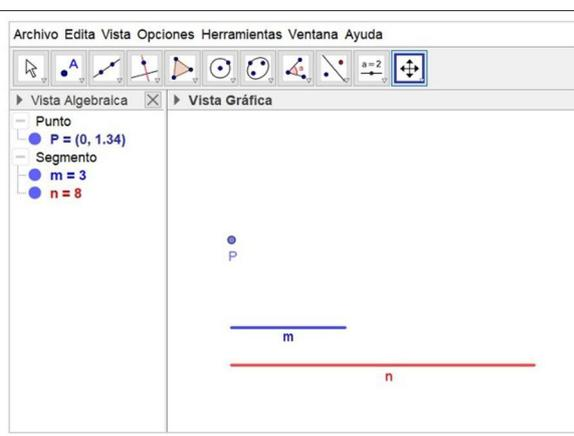 Archivo Edita Vista Opciones Herramientas Ventana Ayuda
A
a
a=2
Vista Algebraica
Vista Gráfica
Punto
P = (0, 1.34)
Segmento
m = 3
n = 8
P
m
n